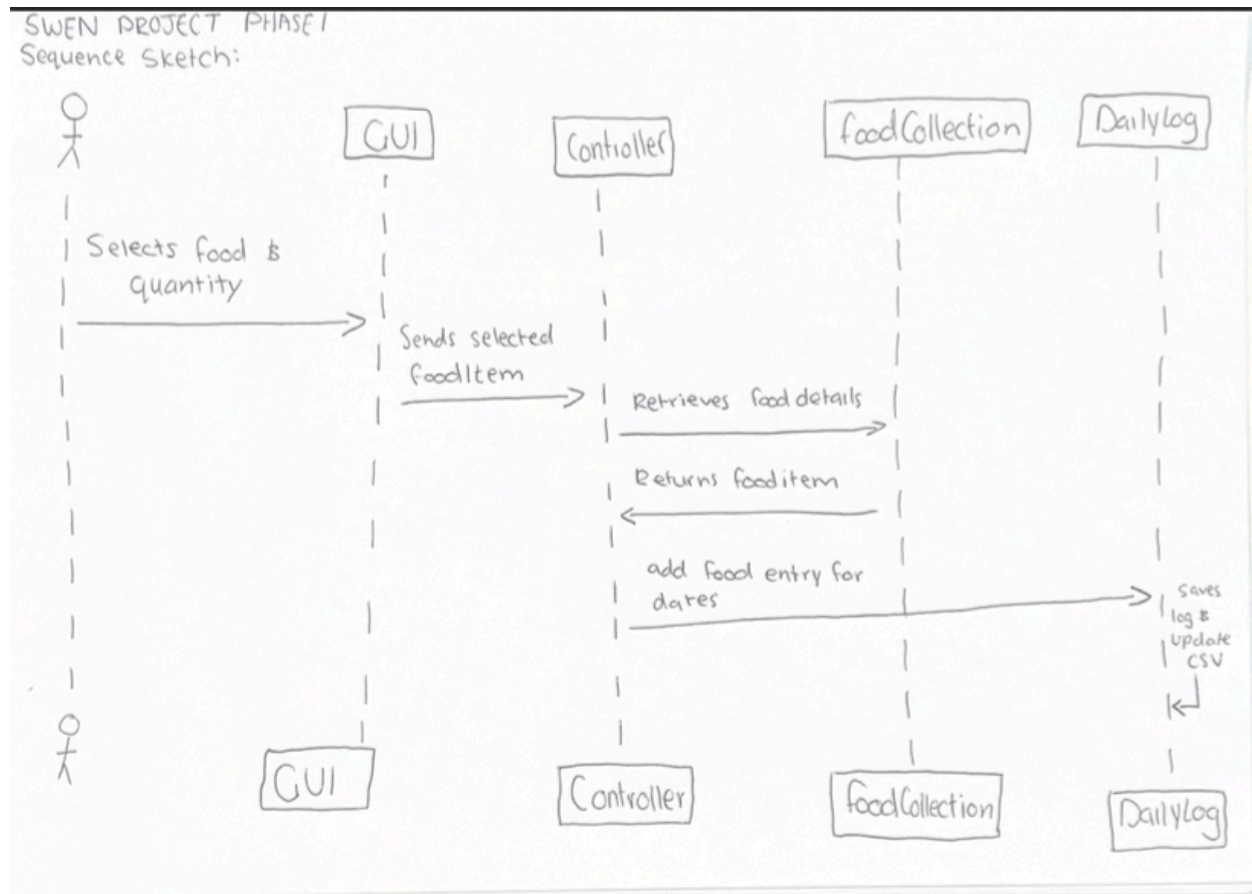 SWEN PROJECT PHASE 1
Sequence Sketch:
GUI
Controller
foodCollection
DailyLog
Selects food &
quantity
Sends selected
foodItem
Retrieves food details
Returns fooditem
add food entry for
dates
Saves
log &
update
CSV
GUI
Controller
foodCollection
DailyLog